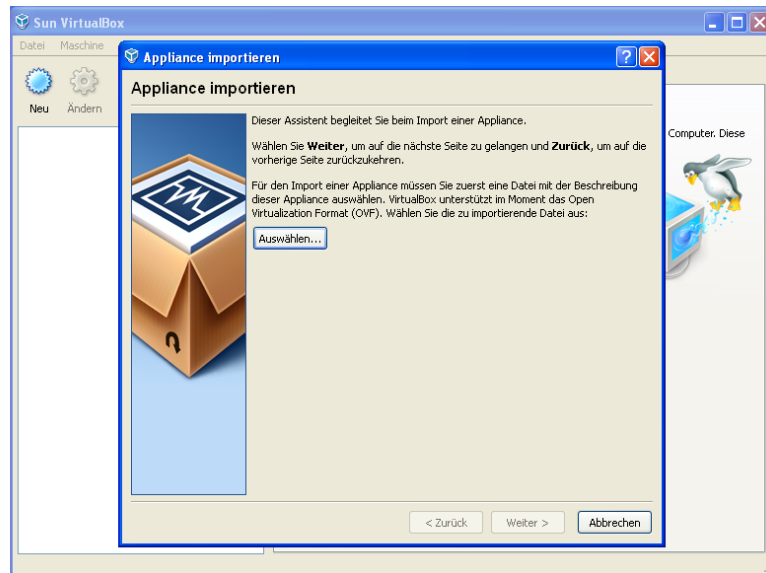 Sun VirtualBox
Datei Maschine
Neu Ändern
Computer. Diese
Appliance importieren
Appliance importieren
Dieser Assistent begleitet Sie beim Import einer Appliance.
Wählen Sie Weiter, um auf die nächste Seite zu gelangen und Zurück, um auf die
vorherige Seite zurückzukehren.
Für den Import einer Appliance müssen Sie zuerst eine Datei mit der Beschreibung
dieser Appliance auswählen. VirtualBox unterstützt im Moment das Open
Virtualization Format (OVF). Wählen Sie die zu importierende Datei aus:
Auswählen...
< Zurück Weiter > Abbrechen